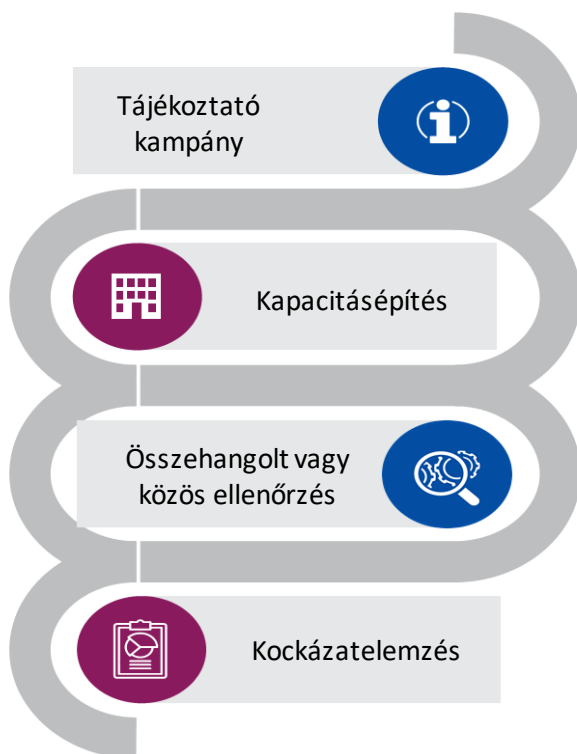 Tájékoztató
kampány
Kapacitásépítés
Összehangolt vagy
közös ellenőrzés
Kockázatelemzés